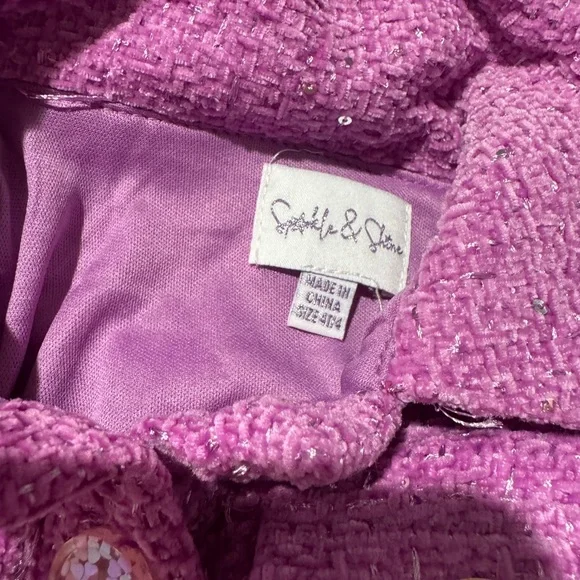 Sparkle & Shine
MADE IN
CHINA
SIZE 4T/4